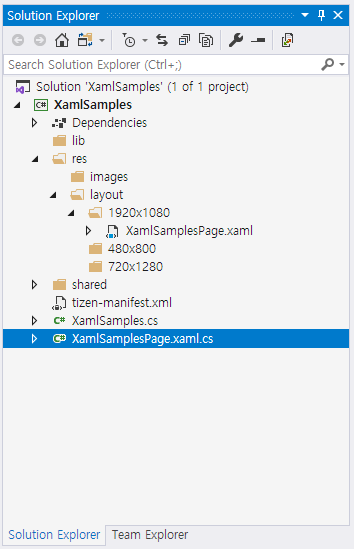 Solution Explorer
Search Solution Explorer (Ctrl+;)
Solution 'XamlSamples' (1 of 1 project)
C# XamlSamples
Dependencies
lib
res
images
layout
1920x1080
XamlSamplesPage.xaml
480x800
720x1280
shared
tizen-manifest.xml
C# XamlSamples.cs
C# XamlSamplesPage.xaml.cs
Solution Explorer Team Explorer